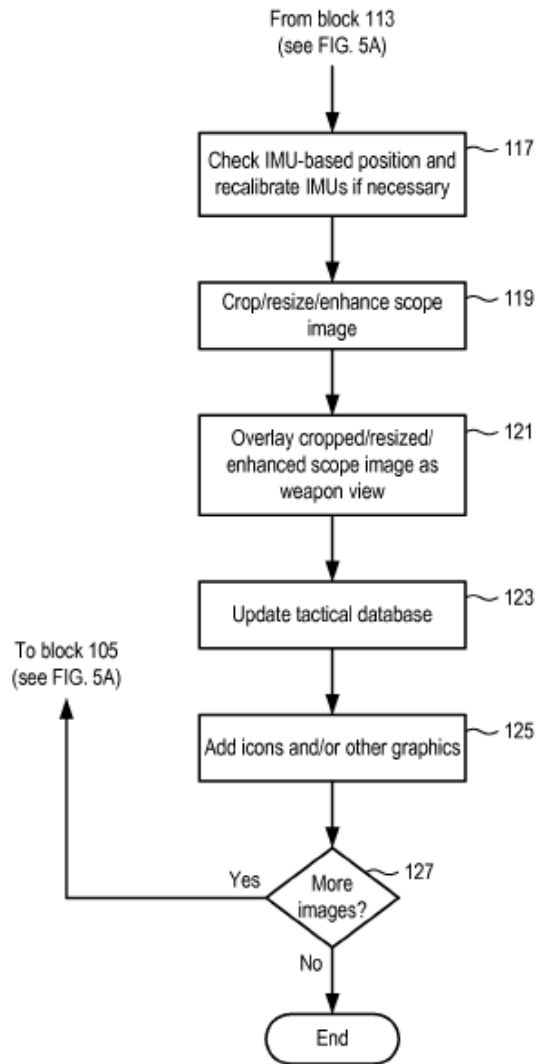 From block 113
(see FIG. 5A)
Check IMU-based position and
recalibrate IMUs if necessary
117
Crop/resize/enhance scope
image
119
Overlay cropped/resized/
enhanced scope image as
weapon view
121
Update tactical database
123
To block 105
(see FIG. 5A)
Add icons and/or other graphics
125
Yes
More
images?
127
No
End